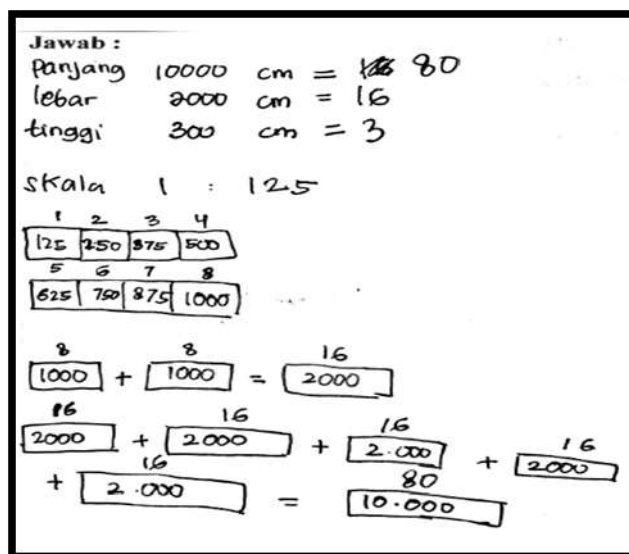 Jawab :
Panjang 10000 cm = 80
lebar 2000 cm = 16
tinggi 300 cm = 3
Skala 1 : 125
1 2 3 4
125 250 375 500
5 6 7 8
625 750 875 1000
8 8 16
1000 + 1000 = 2000
16 16 16 16
2000 + 2000 + 2.000 + 2000
16 80
+ 2.000 = 10.000